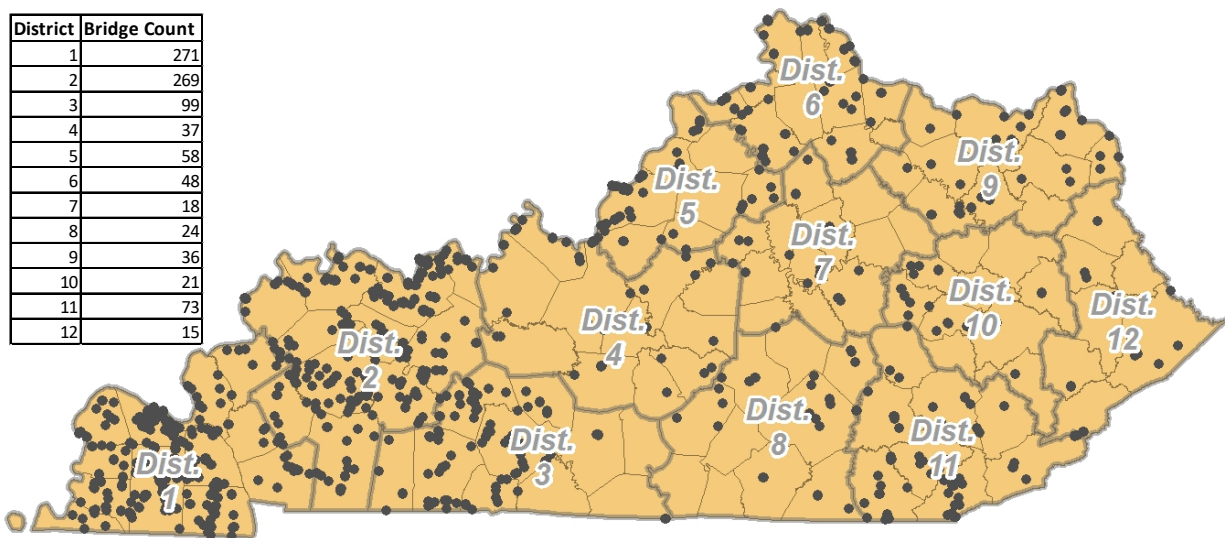 District Bridge Count
1 271
2 269
3 99
4 37
5 58
6 48
7 18
8 24
9 36
10 21
11 73
12 15
Dist.
6
Dist.
9
Dist.
5
Dist.
7
Dist.
10
Dist.
12
Dist.
4
Dist.
2
Dist.
8
Dist.
11
Dist.
3
Dist.
1